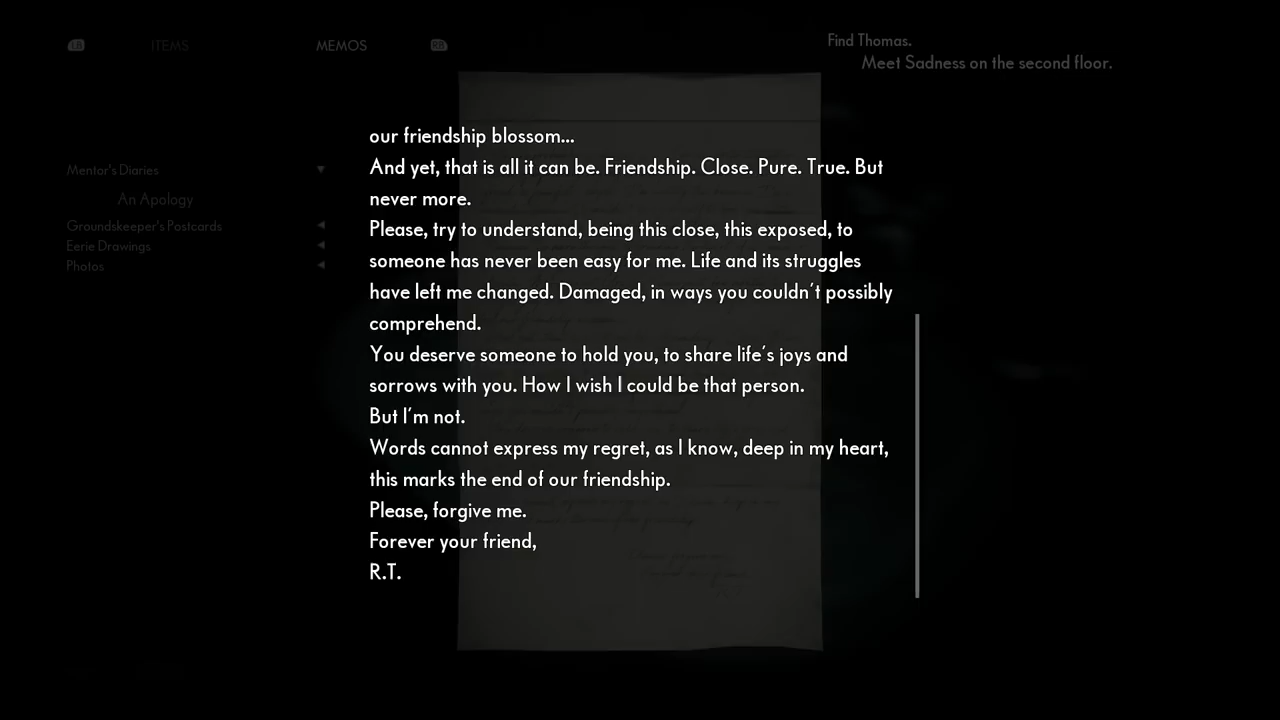 LB
ITEMS
MEMOS
RB
Find Thomas.
Meet Sadness on the second floor.
Mentor's Diaries
An Apology
Groundskeeper's Postcards
Eerie Drawings
Photos
our friendship blossom...
And yet, that is all it can be. Friendship. Close. Pure. True. But
never more.
Please, try to understand, being this close, this exposed, to
someone has never been easy for me. Life and its struggles
have left me changed. Damaged, in ways you couldn't possibly
comprehend.
You deserve someone to hold you, to share life's joys and
sorrows with you. How I wish I could be that person.
But I'm not.
Words cannot express my regret, as I know, deep in my heart,
this marks the end of our friendship.
Please, forgive me.
Forever your friend,
R.T.